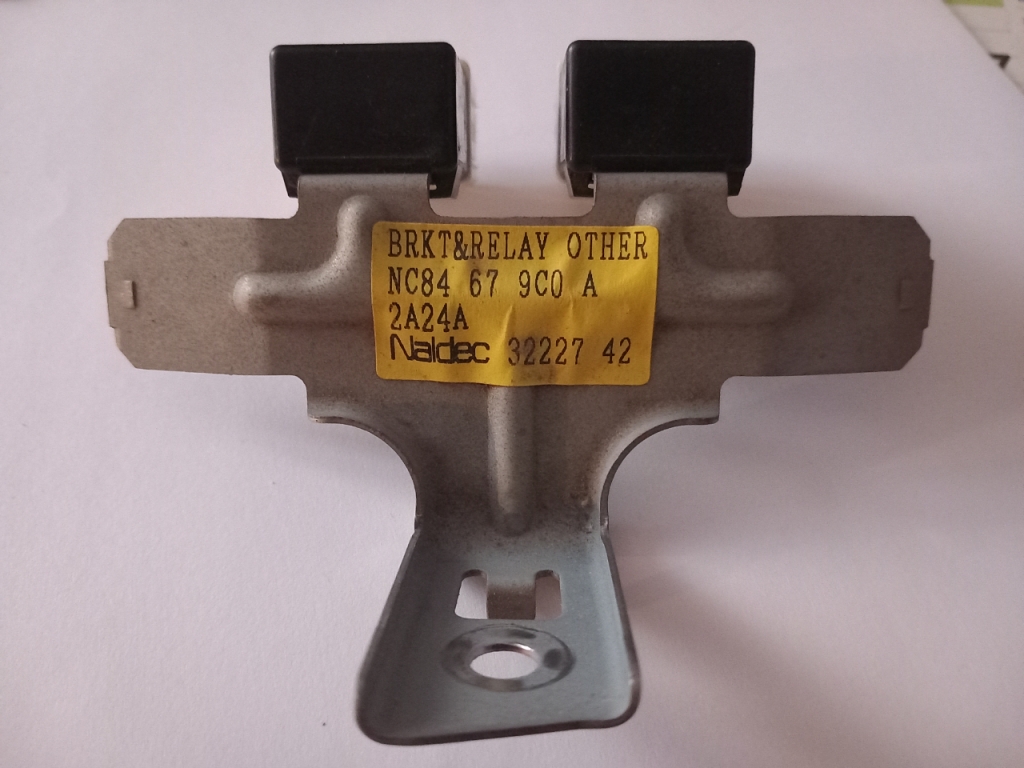 BRKT&RELAY OTHER
NC84 67 9C0 A
2A24A
Naldec 32227 42